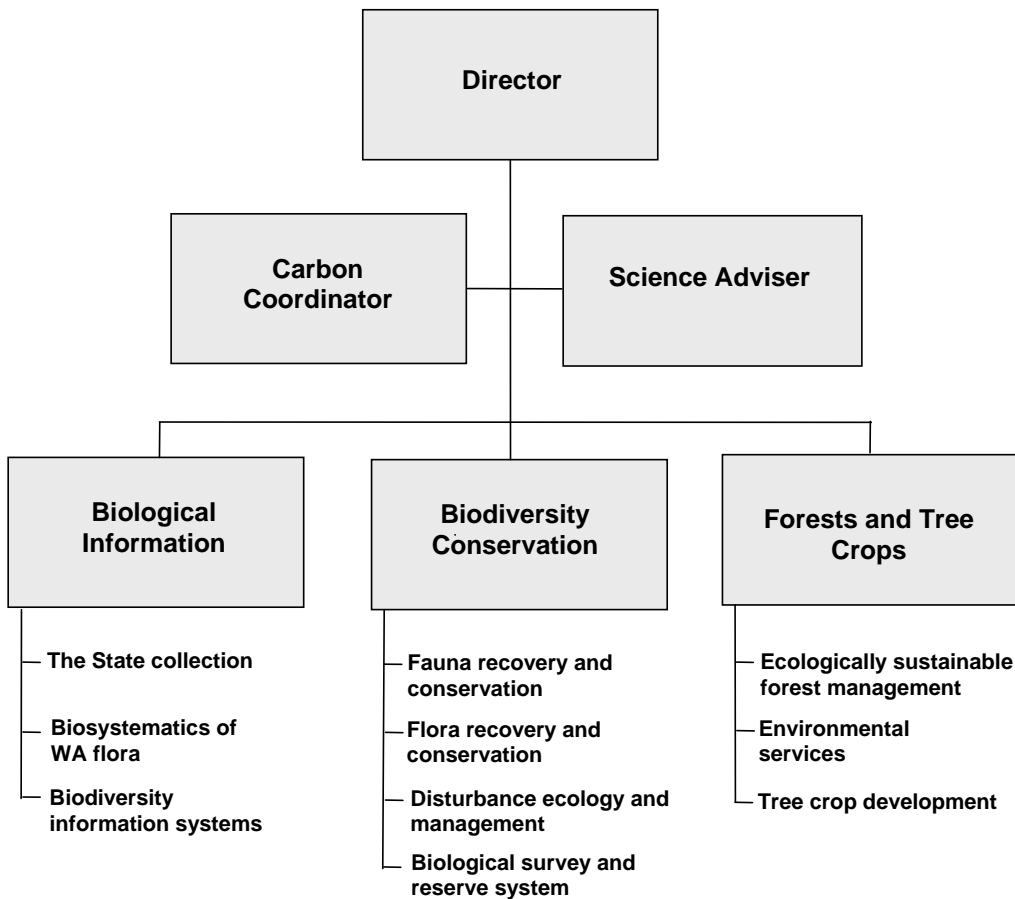 Director
Carbon
Coordinator
Science Adviser
Biological
Information
Biodiversity
Conservation
Forests and Tree
Crops
The State collection
Biosystematics of
WA flora
Biodiversity
information systems
Fauna recovery and
conservation
Flora recovery and
conservation
Disturbance ecology and
management
Biological survey and
reserve system
Ecologically sustainable
forest management
Environmental
services
Tree crop development